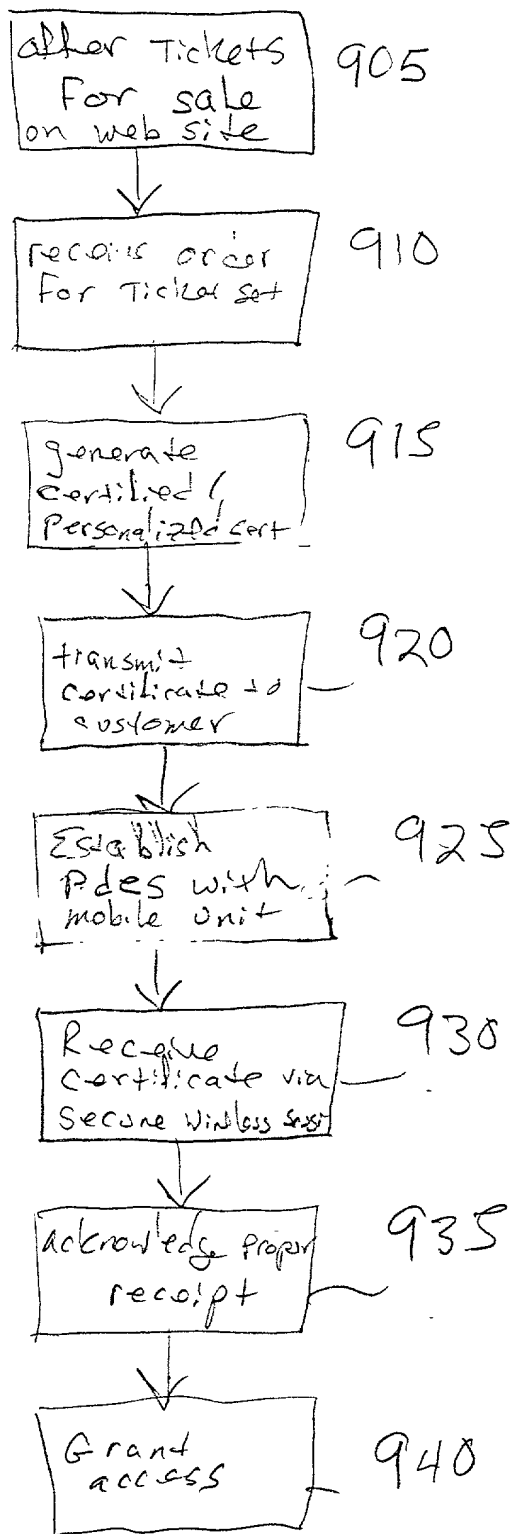 offer Tickets
For sale
on web site
905
receive order
For Ticket set
910
generate
certified /
Personalized cert
915
transmit
certificate to
customer
920
Establish
Pdes with
mobile unit
925
Receive
certificate via
Secure wireless
930
acknowledge proper
receipt
935
Grant
access
940